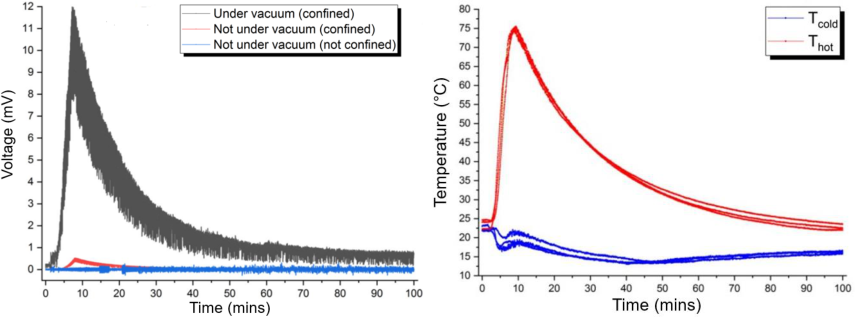 Under vacuum (confined)
Not under vacuum (confined)
Not under vacuum (not confined)
Voltage (mV)
12
11
10
9
8
7
6
5
4
3
2
1
0
0 10 20 30 40 50 60 70 80 90 100
Time (mins)
T cold
T hot
Temperature (°C)
80
75
70
65
60
55
50
45
40
35
30
25
20
15
10
0 10 20 30 40 50 60 70 80 90 100
Time (mins)